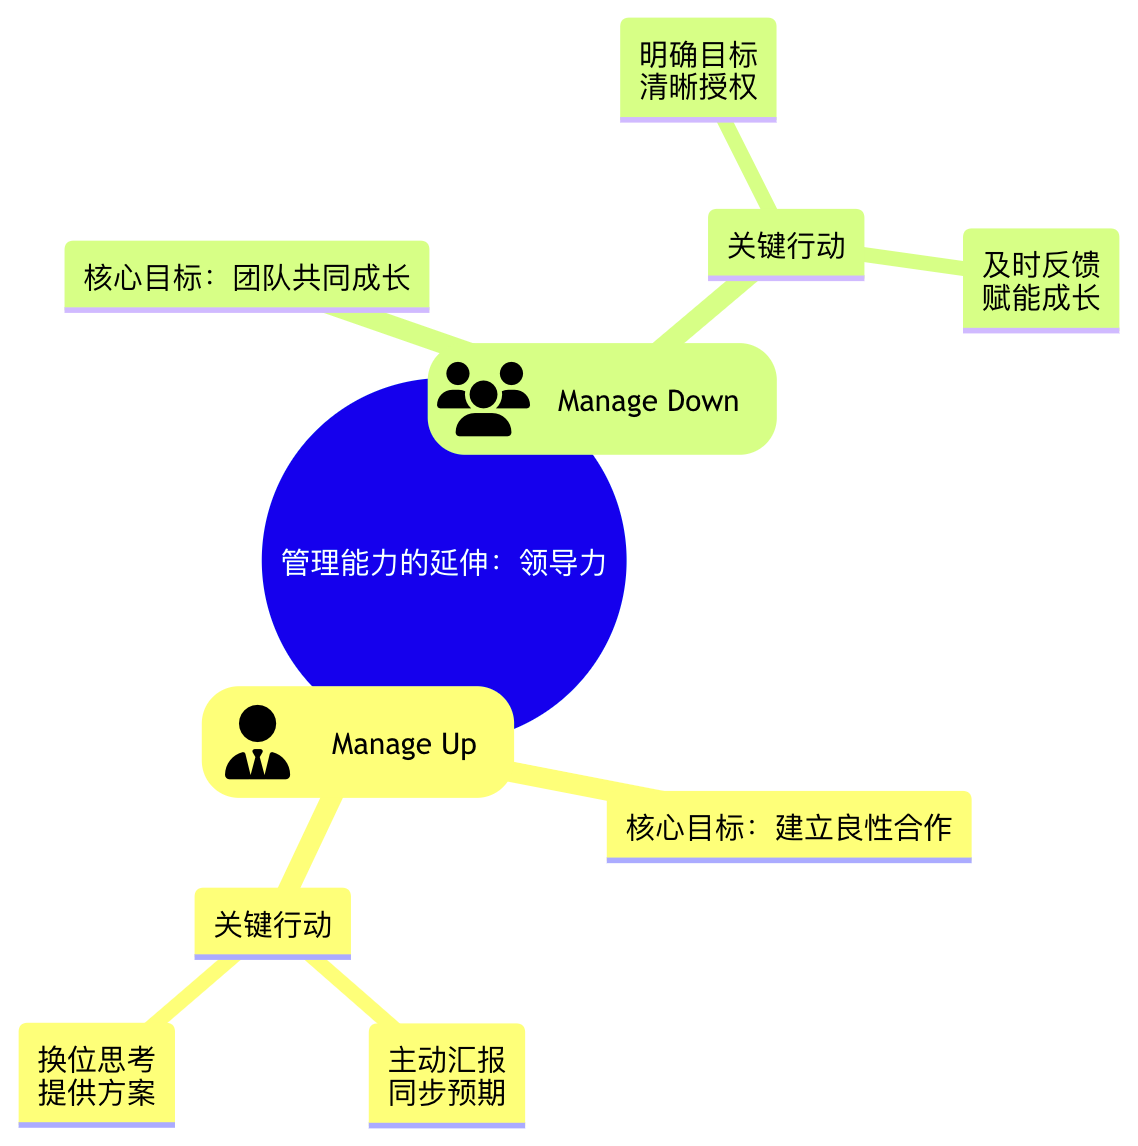 明确目标
清晰授权
关键行动
及时反馈
赋能成长
核心目标：团队共同成长
Manage Down
管理能力的延伸：领导力
Manage Up
核心目标：建立良性合作
关键行动
换位思考
提供方案
主动汇报
同步预期